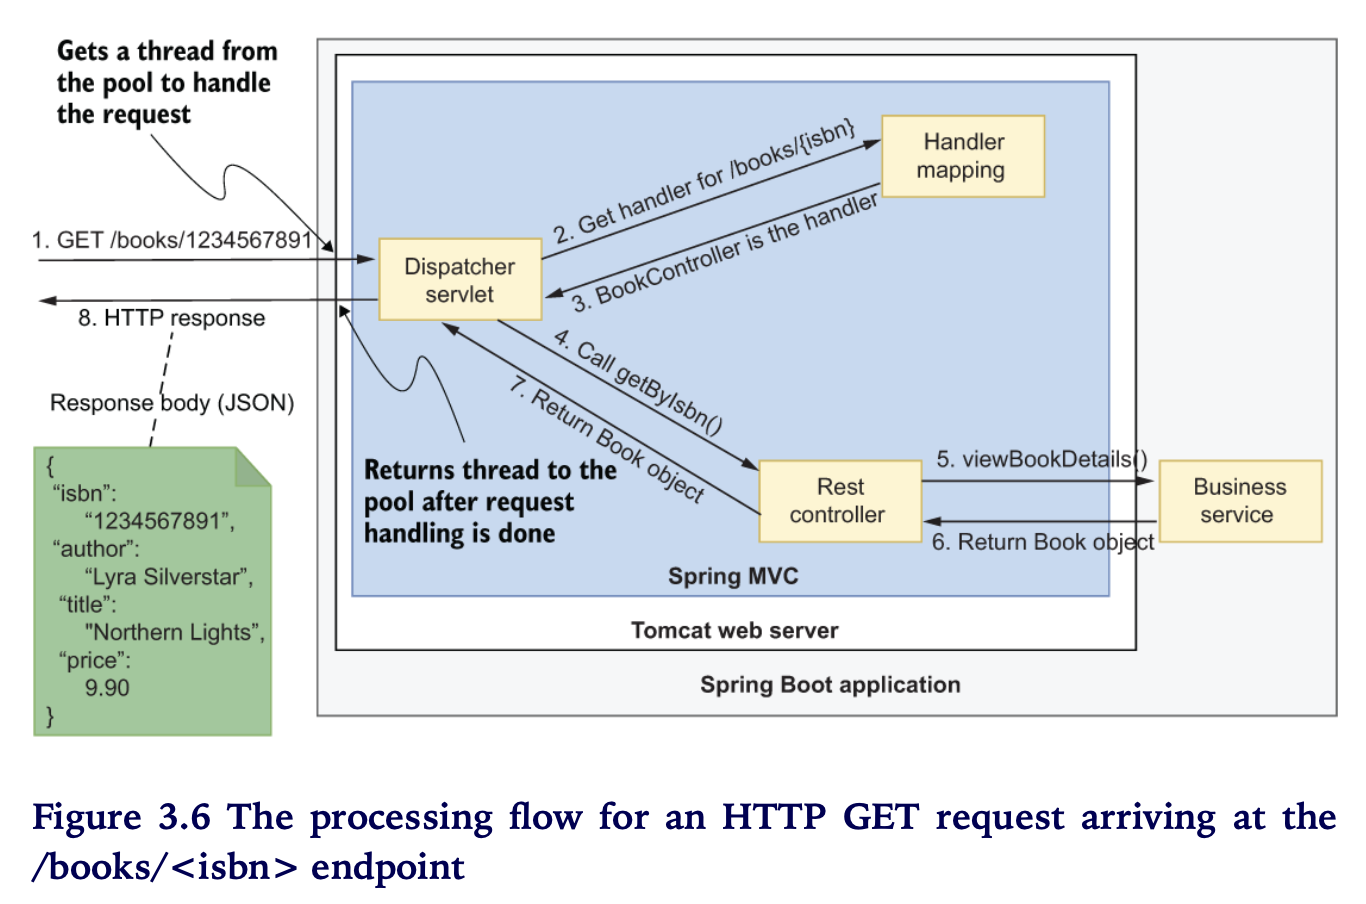 Gets a thread from
the pool to handle
the request
1. GET /books/1234567891
8. HTTP response
Response body (JSON)
{
“isbn”:
“1234567891”,
“author”:
“Lyra Silverstar”,
“title”:
"Northern Lights”,
“price”:
9.90
}
Dispatcher
servlet
2. Get handler for /books/{isbn}
3. BookController is the handler
Handler
mapping
4. Call getByIsbn()
7. Return Book object
Returns thread to the
pool after request
handling is done
Rest
controller
5. viewBookDetails()
6. Return Book object
Business
service
Spring MVC
Tomcat web server
Spring Boot application
Figure 3.6 The processing flow for an HTTP GET request arriving at the
/books/<isbn> endpoint